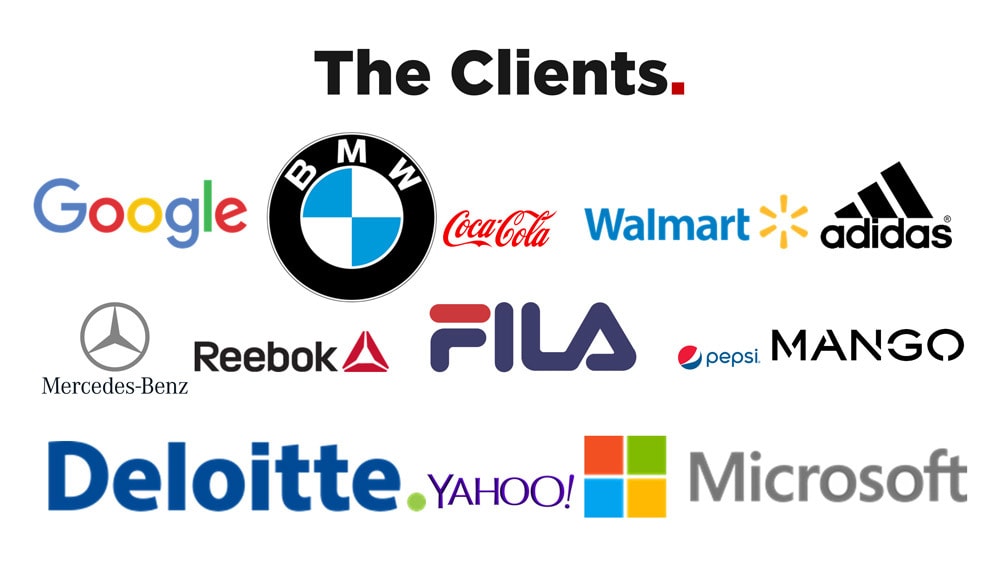 The Clients.
Google
BMW
Coca-Cola
Walmart
adidas®
Mercedes-Benz
Reebok
FILA
pepsi
MANGO
Deloitte.
YAHOO!
Microsoft